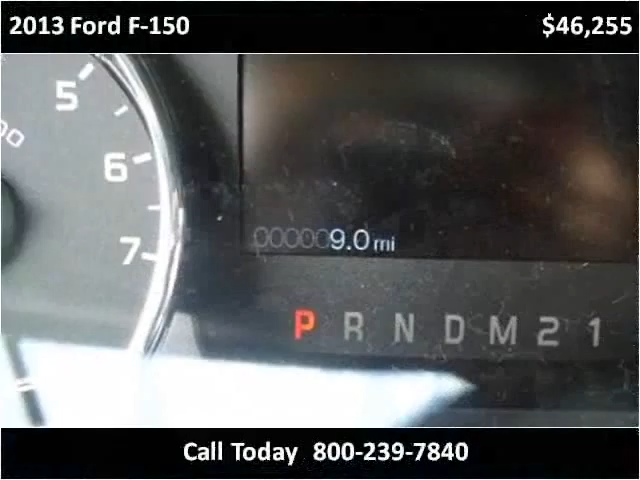 2013 Ford F-150 $46,255
5
6
7
000009.0 mi
P R N D M 2 1
Call Today 800-239-7840